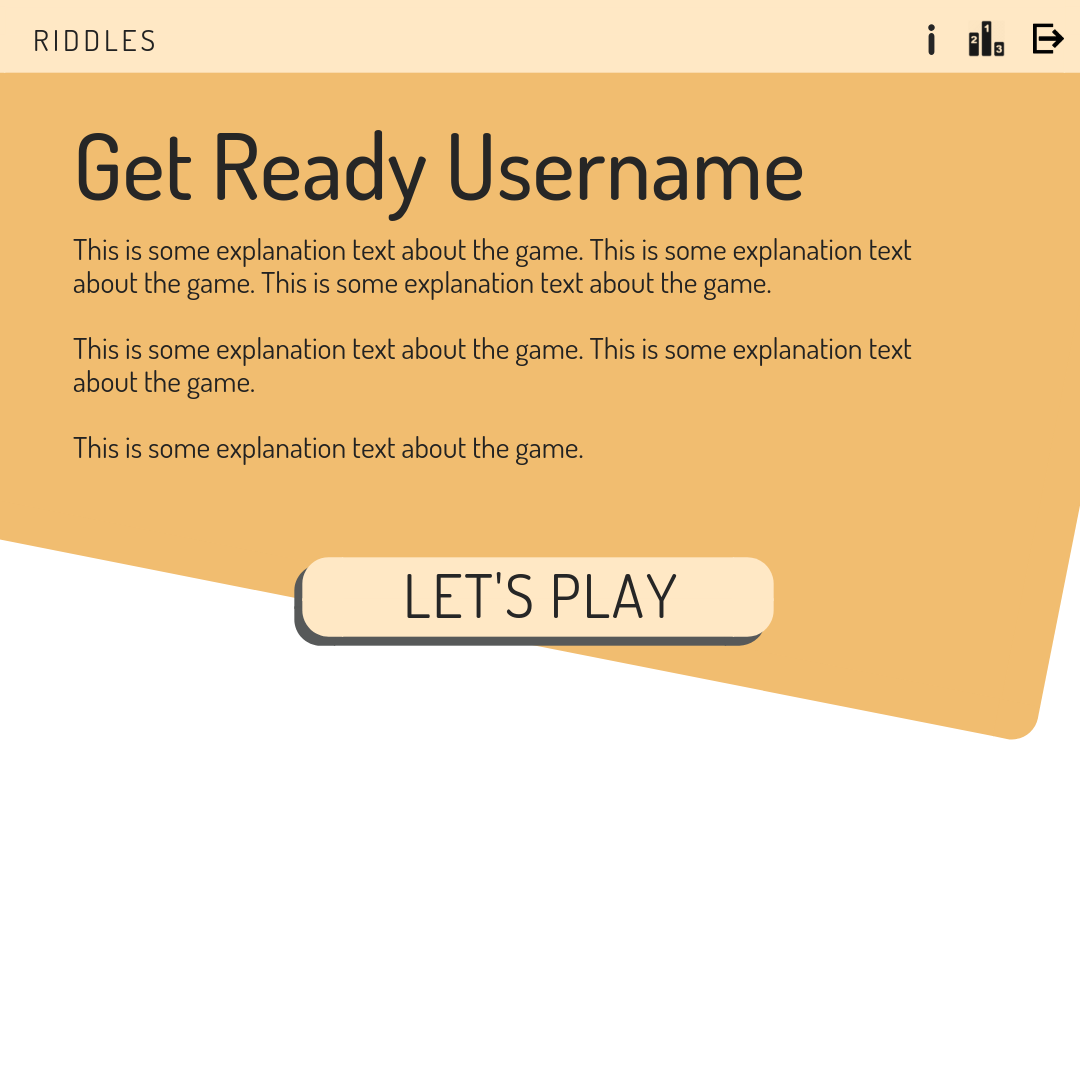 RIDDLES
i
1
2
3
Get Ready Username
This is some explanation text about the game. This is some explanation text
about the game. This is some explanation text about the game.
This is some explanation text about the game. This is some explanation text
about the game.
This is some explanation text about the game.
LET'S PLAY